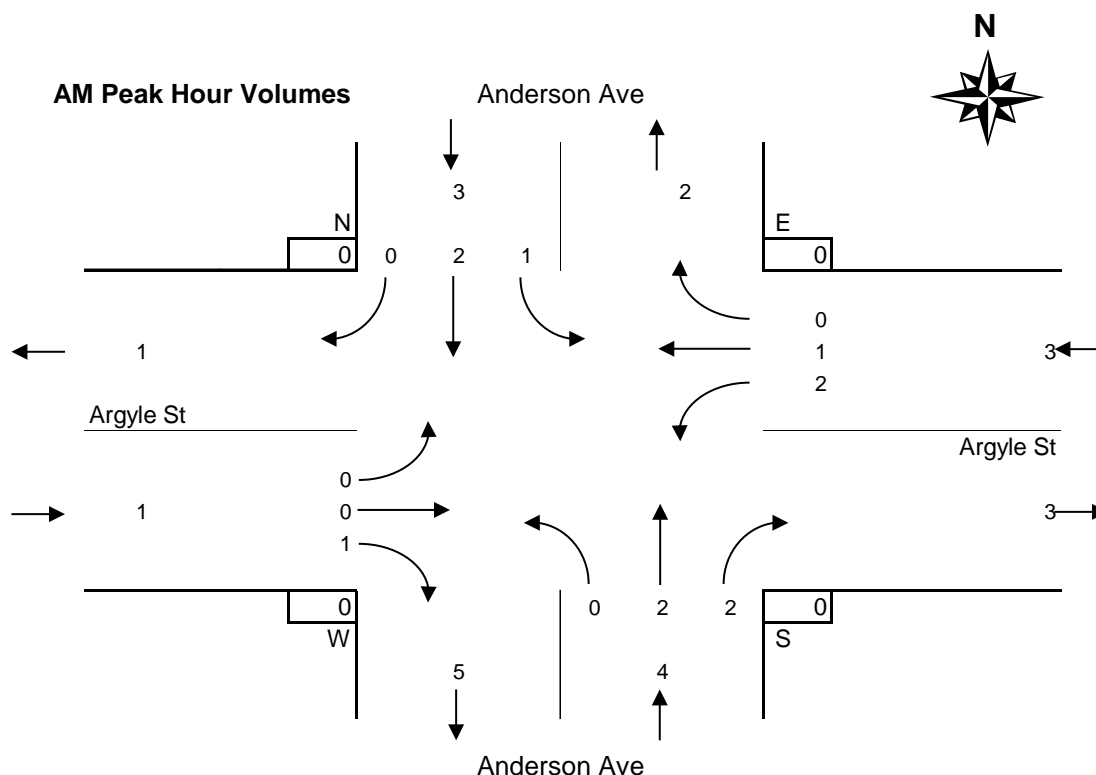 N
AM Peak Hour Volumes Anderson Ave
3 2
N E
0 0 2 1 0
0
1 1 3
2
Argyle St
Argyle St
0
1 0 3
1
0 0 2 2 0
W S
5 4
Anderson Ave